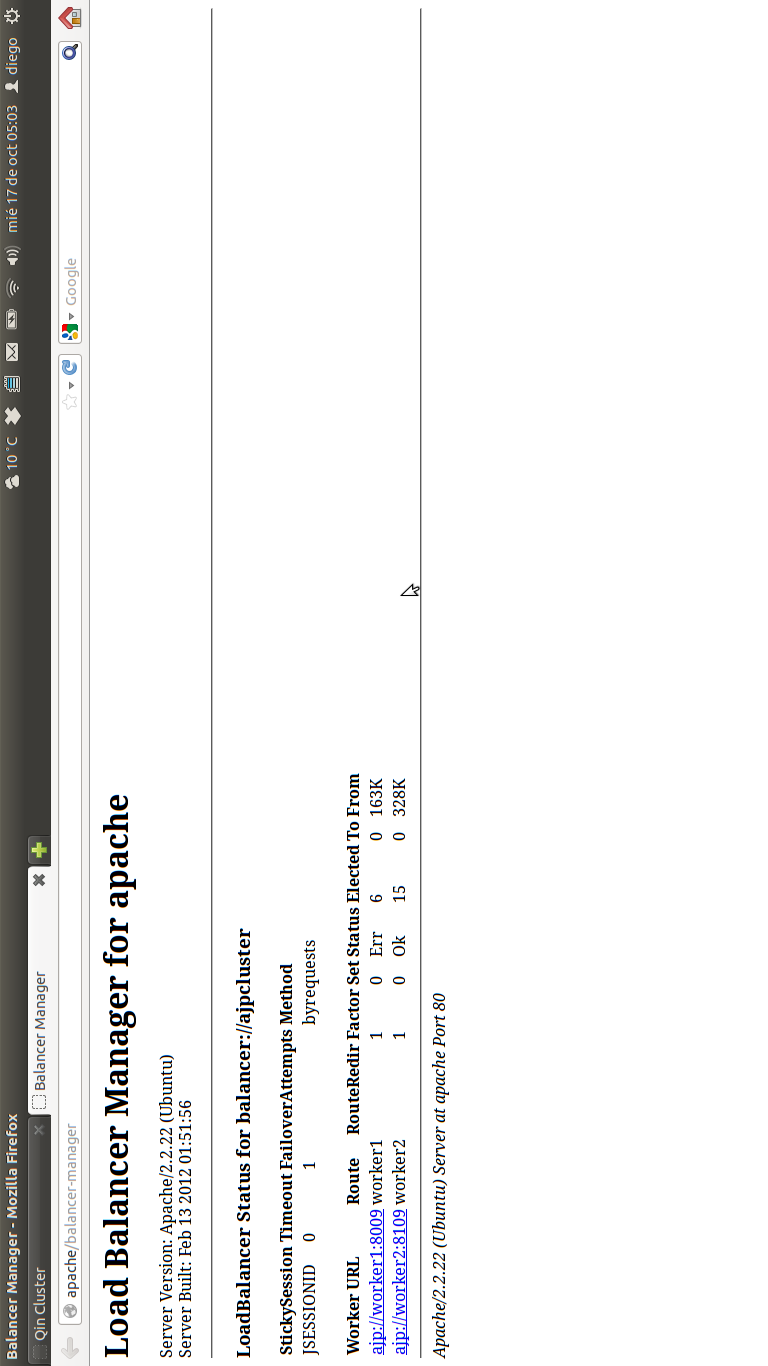 Balancer Manager - Mozilla Firefox 10 °C mié 17 de oct 05:03 diego
Qin Cluster Balancer Manager
apache/balancer-manager Google
Load Balancer Manager for apache
Server Version: Apache/2.2.22 (Ubuntu)
Server Built: Feb 13 2012 01:51:56
LoadBalancer Status for balancer://ajpcluster
StickySession Timeout FailoverAttempts Method
JSESSIONID 0 1 byrequests
Worker URL Route RouteRedir Factor Set Status Elected To From
ajp://worker1:8009 worker1 1 0 Err 6 0 163K
ajp://worker2:8109 worker2 1 0 Ok 15 0 328K
Apache/2.2.22 (Ubuntu) Server at apache Port 80